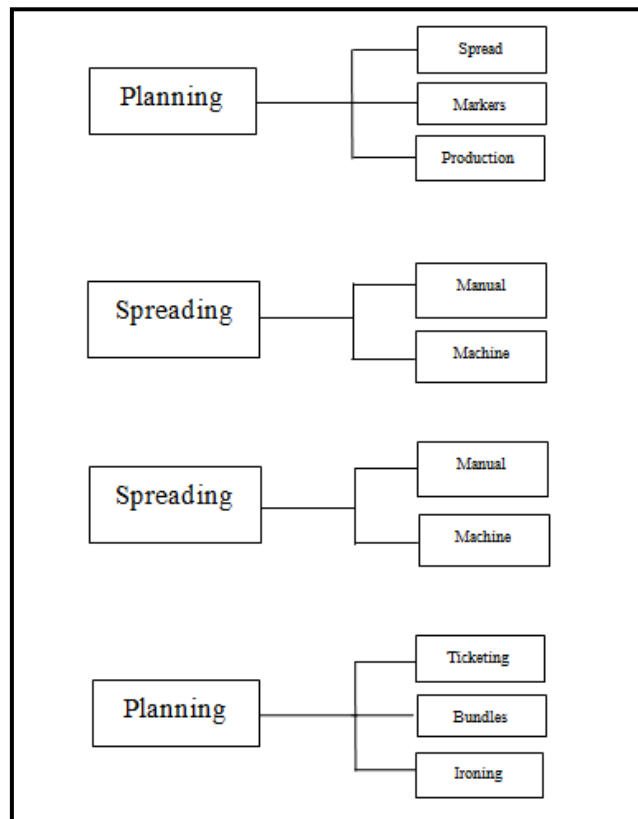 Planning
Spread
Markers
Production
Spreading
Manual
Machine
Spreading
Manual
Machine
Planning
Ticketing
Bundles
Ironing